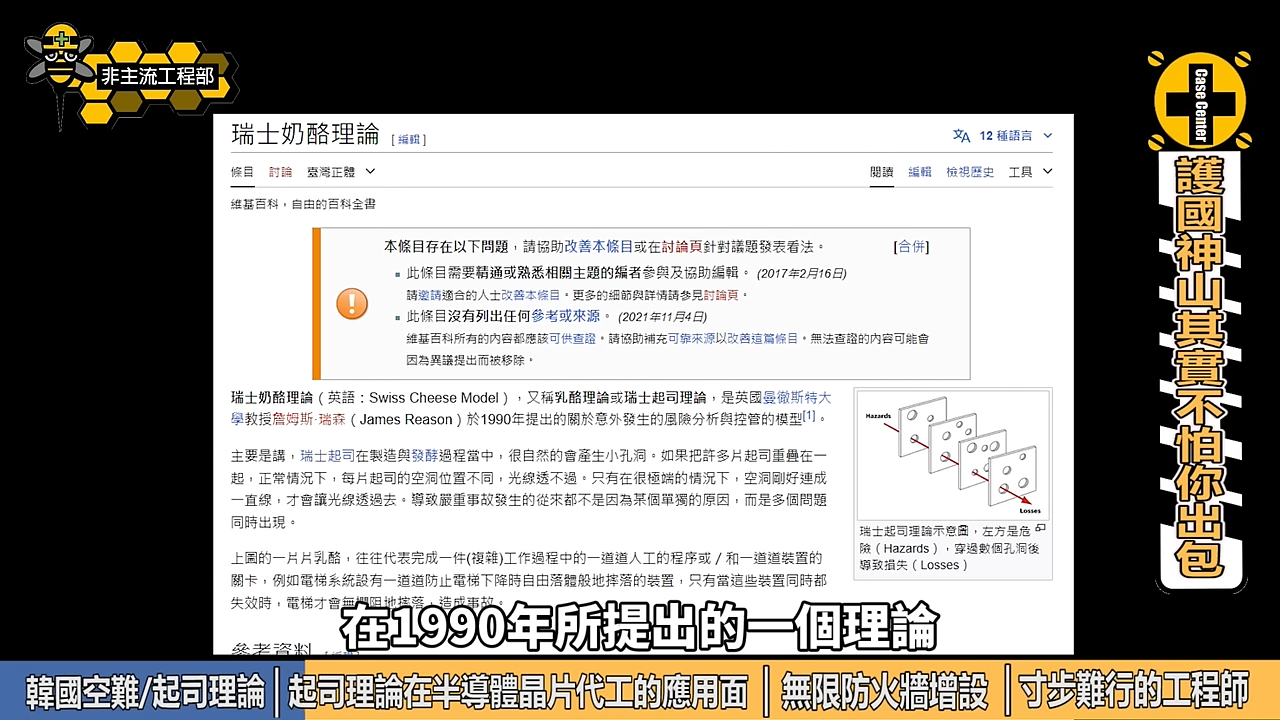 非主流工程部
Case Center
護國神山其實不怕你出包
瑞士奶酪理論 [編輯]
12 種語言
條目 討論 臺灣正體
閱讀 編輯 檢視歷史 工具
維基百科，自由的百科全書
本條目存在以下問題，請協助改善本條目或在討論頁針對議題發表看法。 [合併]
此條目需要精通或熟悉相關主題的編者參與及協助編輯。 (2017年2月16日)
請邀請適合的人士改善本條目。更多的細節與詳情請參見討論頁。
此條目沒有列出任何參考或來源。 (2021年11月4日)
維基百科所有的內容都應該可供查證。請協助補充可靠來源以改善這篇條目。無法查證的內容可能會
因為異議提出而被移除。
瑞士奶酪理論（英語：Swiss Cheese Model），又稱乳酪理論或瑞士起司理論，是英國曼徹斯特大
學教授詹姆斯·瑞森（James Reason）於1990年提出的關於意外發生的風險分析與控管的模型[1]。
主要是講，瑞士起司在製造與發酵過程當中，很自然的會產生小孔洞。如果把許多片起司重疊在一
起，正常情況下，每片起司的空洞位置不同，光線透不過。只有在很極端的情況下，空洞剛好連成
一直線，才會讓光線透過去。導致嚴重事故發生的從來都不是因為某個單獨的原因，而是多個問題
同時出現。
上圖的一片片乳酪，往往代表完成一件(複雜)工作過程中的一道道人工的程序或／和一道道裝置的
關卡，例如電梯系統設有一道道防止電梯下降時自由落體般地摔落的裝置，只有當這些裝置同時都
失效時，電梯才會無攔阻地摔落，造成事故。
參考資料 [編輯]
Hazards
Losses
瑞士起司理論示意圖，左方是危
險（Hazards），穿過數個孔洞後
導致損失（Losses）
在1990年所提出的一個理論
韓國空難/起司理論 | 起司理論在半導體晶片代工的應用面 | 無限防火牆增設 | 寸步難行的工程師